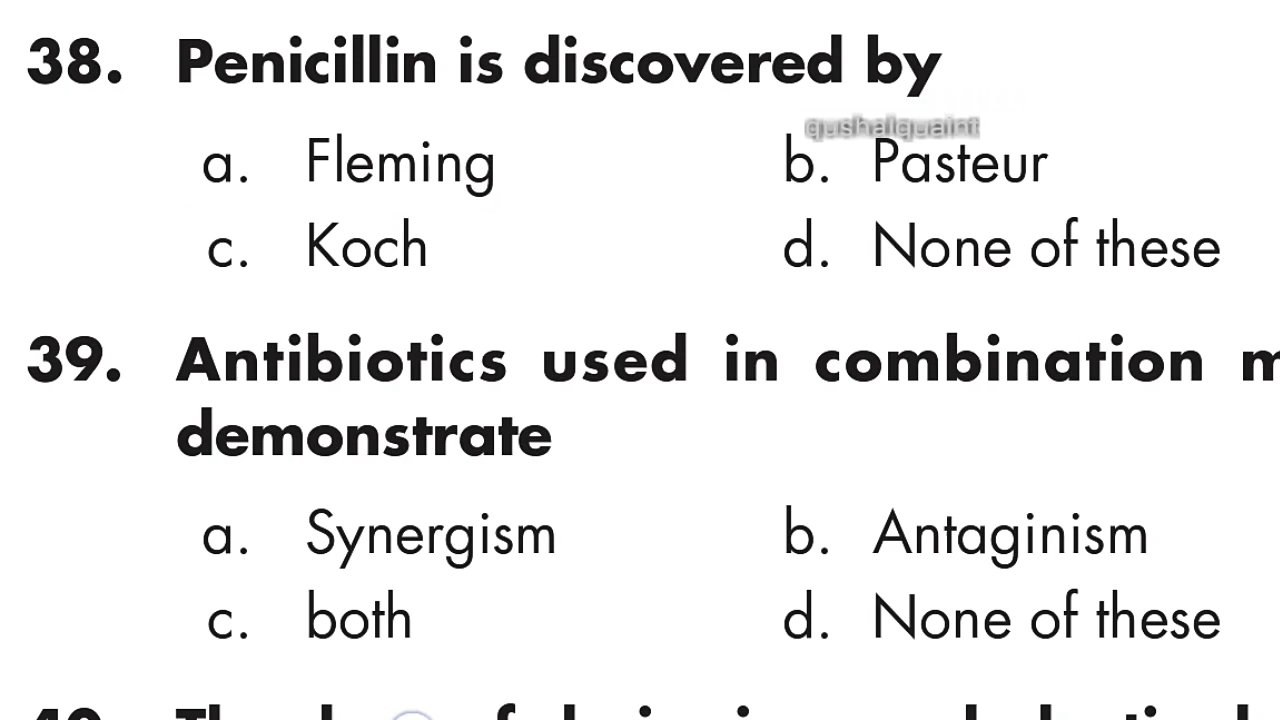 38. Penicillin is discovered by
qushalquaint
a. Fleming b. Pasteur
c. Koch d. None of these
39. Antibiotics used in combination m
demonstrate
a. Synergism b. Antaginism
c. both d. None of these